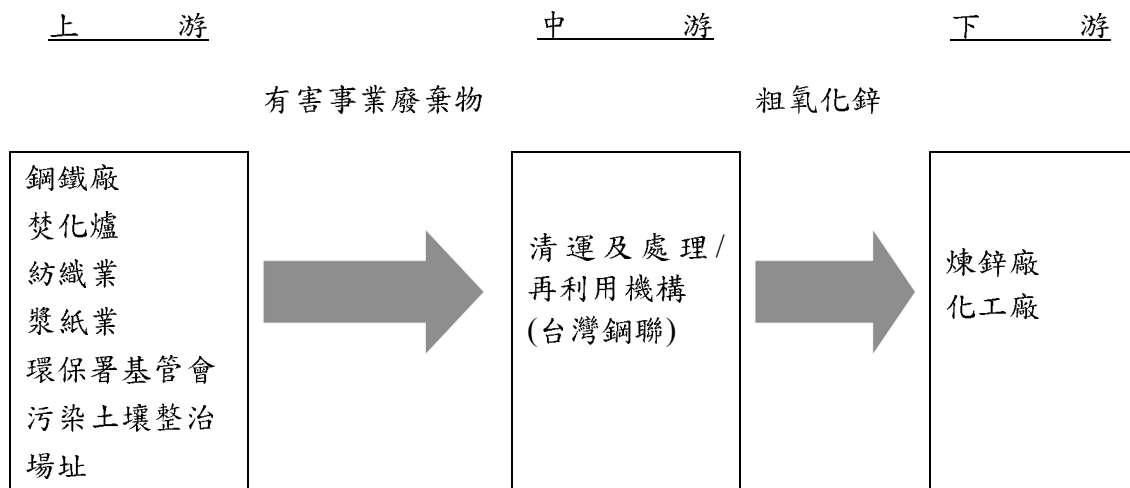 上 游
中 游
下 游
有害事業廢棄物
粗氧化鋅
鋼鐵廠
焚化爐
紡織業
漿紙業
環保署基管會
污染土壤整治
場址
清運及處理/
再利用機構
(台灣鋼聯)
煉鋅廠
化工廠